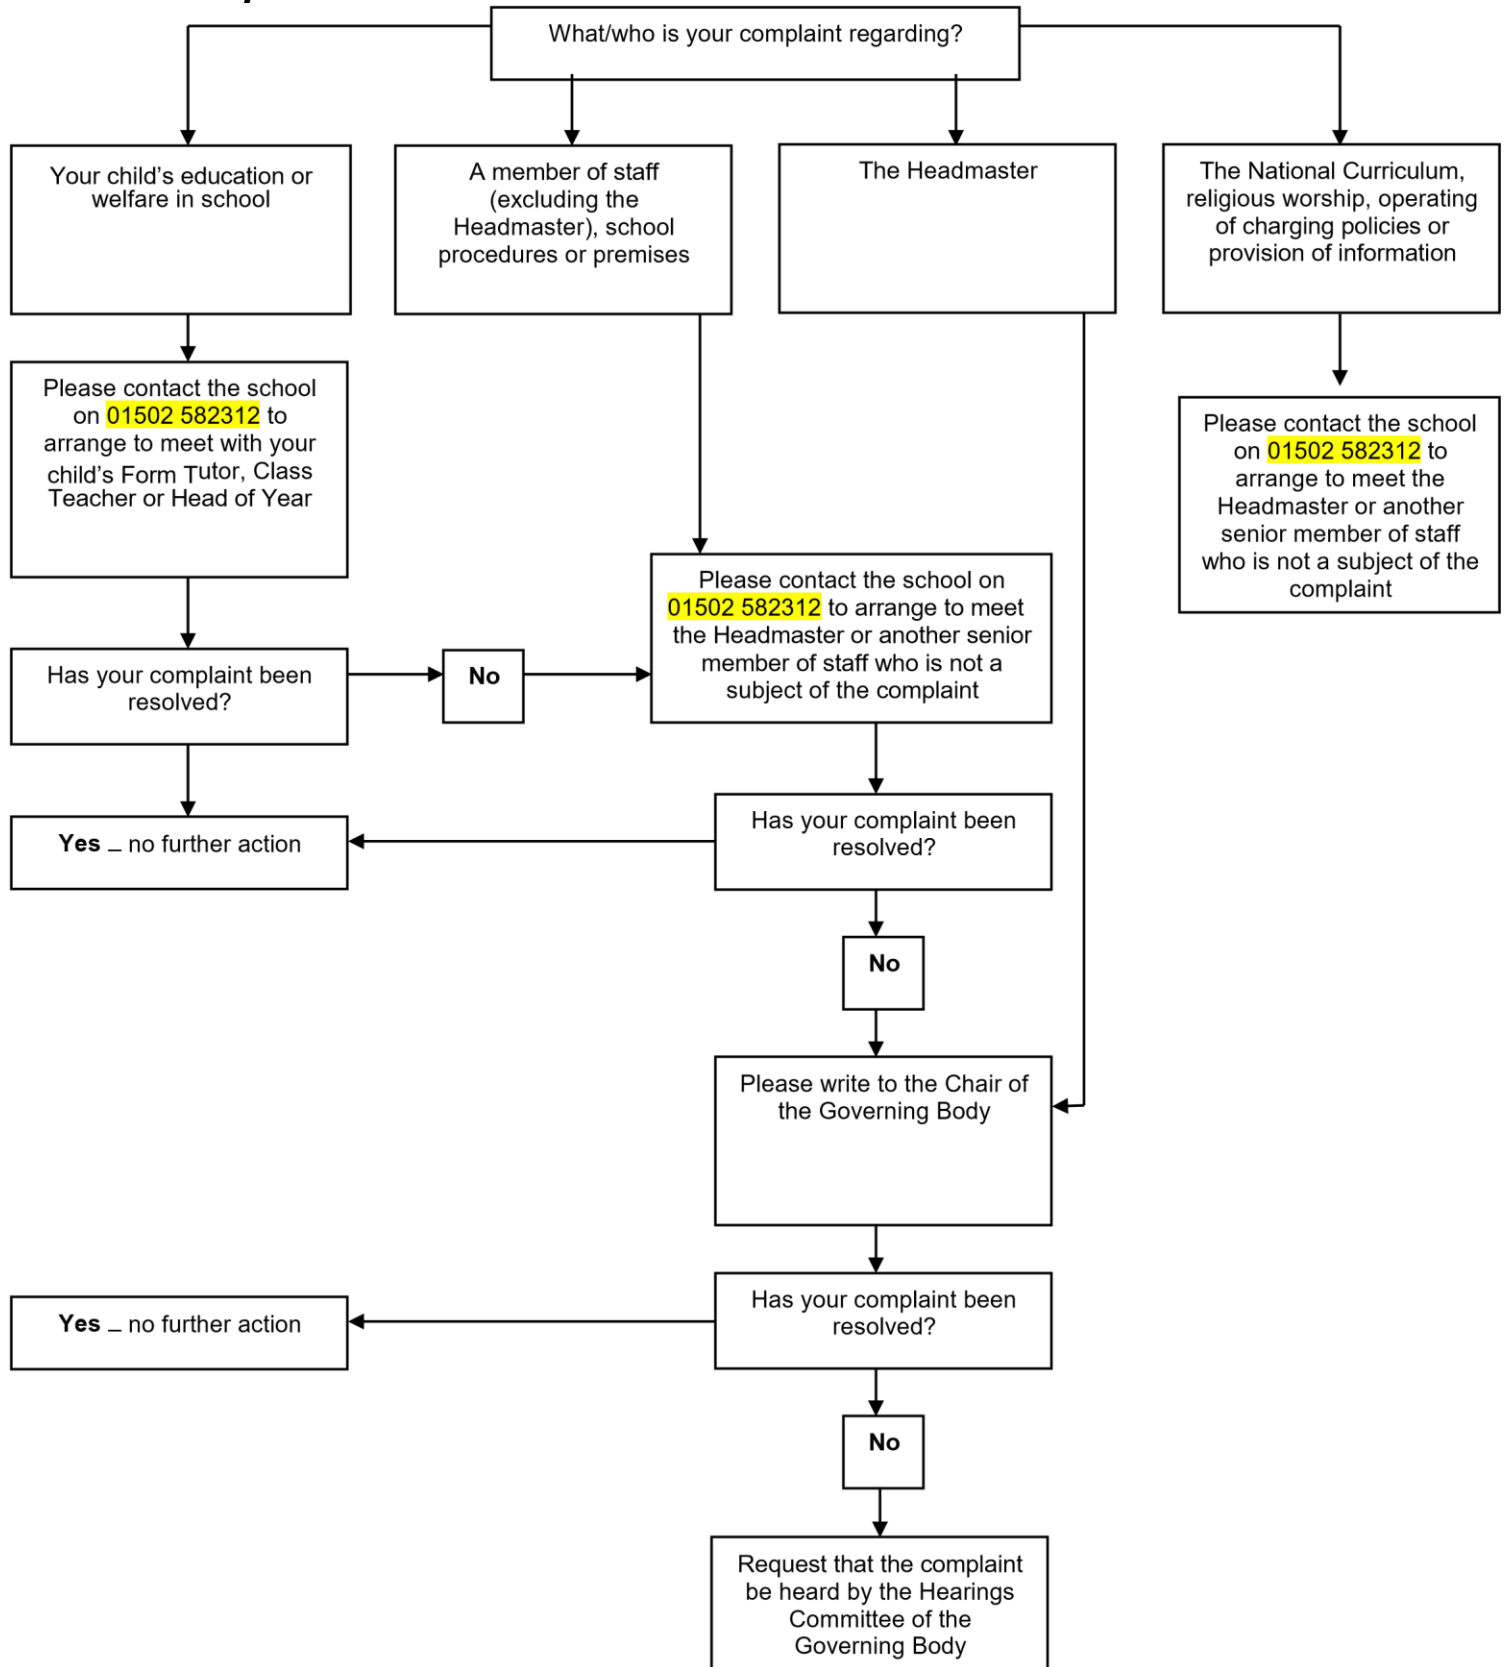 What/who is your complaint regarding?
Your child’s education or
welfare in school
A member of staff
(excluding the
Headmaster), school
procedures or premises
The Headmaster
The National Curriculum,
religious worship, operating
of charging policies or
provision of information
Please contact the school
on 01502 582312 to
arrange to meet with your
child’s Form Tutor, Class
Teacher or Head of Year
Please contact the school
on 01502 582312 to
arrange to meet the
Headmaster or another
senior member of staff
who is not a subject of the
complaint
Please contact the school on
01502 582312 to arrange to meet
the Headmaster or another senior
member of staff who is not a
subject of the complaint
Has your complaint been
resolved?
No
Yes – no further action
Has your complaint been
resolved?
No
Please write to the Chair of
the Governing Body
Has your complaint been
resolved?
Yes – no further action
No
Request that the complaint
be heard by the Hearings
Committee of the
Governing Body